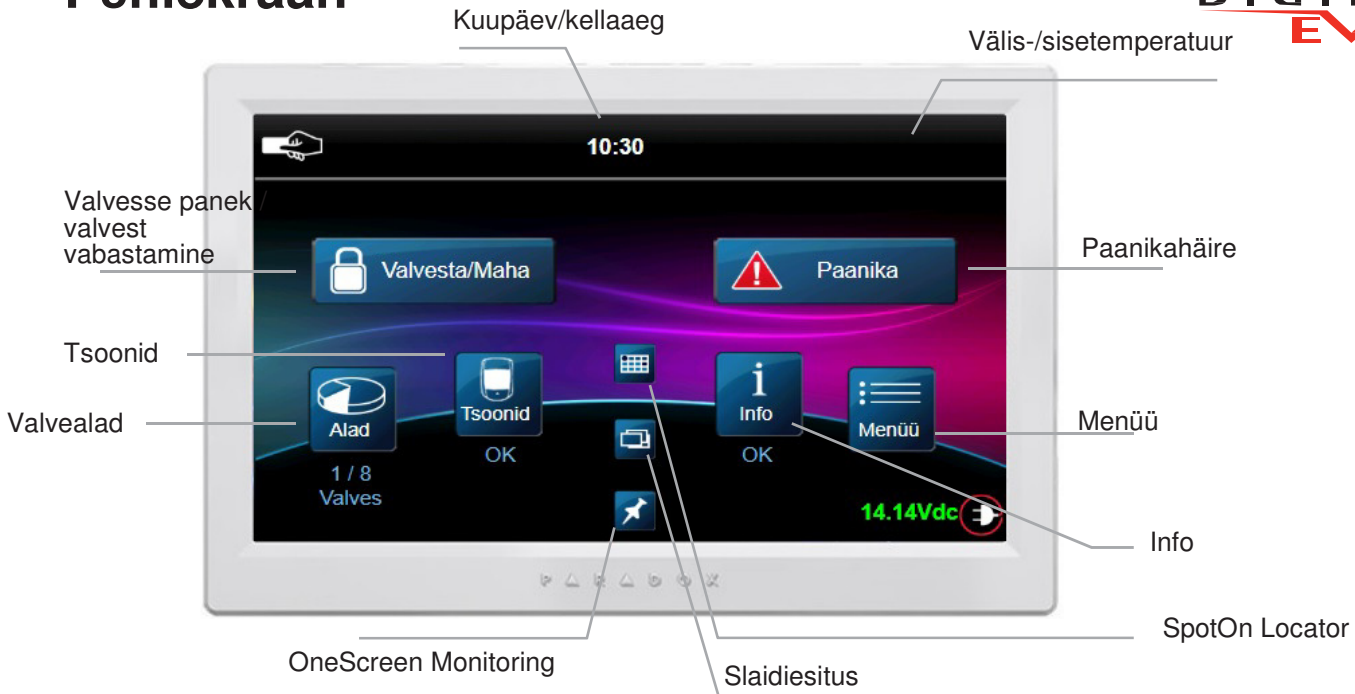 Põhiekraan
Kuupäev/kellaaeg
Välis-/sisetemperatuur
10:30
Valvesse panek /
valvest
vabastamine
Valvesta/Maha
Paanika
Paanikahäire
Tsoonid
Valvealad
Alad
1 / 8
Valves
Tsoonid
OK
Info
OK
Menüü
Menüü
14.14Vdc
Info
PARADOX
SpotOn Locator
OneScreen Monitoring
Slaidiesitus